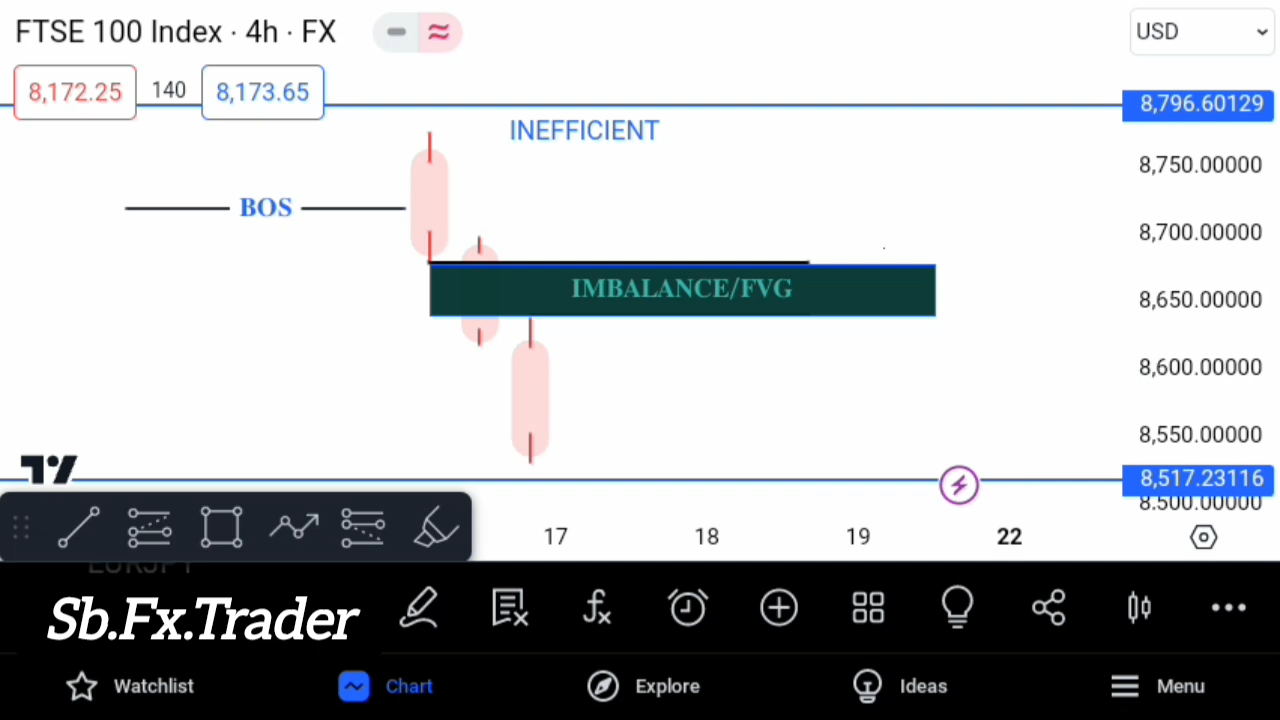 FTSE 100 Index · 4h · FX
USD
8,172.25 140 8,173.65
8,796.60129
INEFFICIENT
8,750.00000
BOS
8,700.00000
IMBALANCE/FVG
8,650.00000
8,600.00000
8,550.00000
8,517.23116
8.500.00000
17 18 19 22
EURJPY
Sb.Fx.Trader
Watchlist Chart Explore Ideas Menu